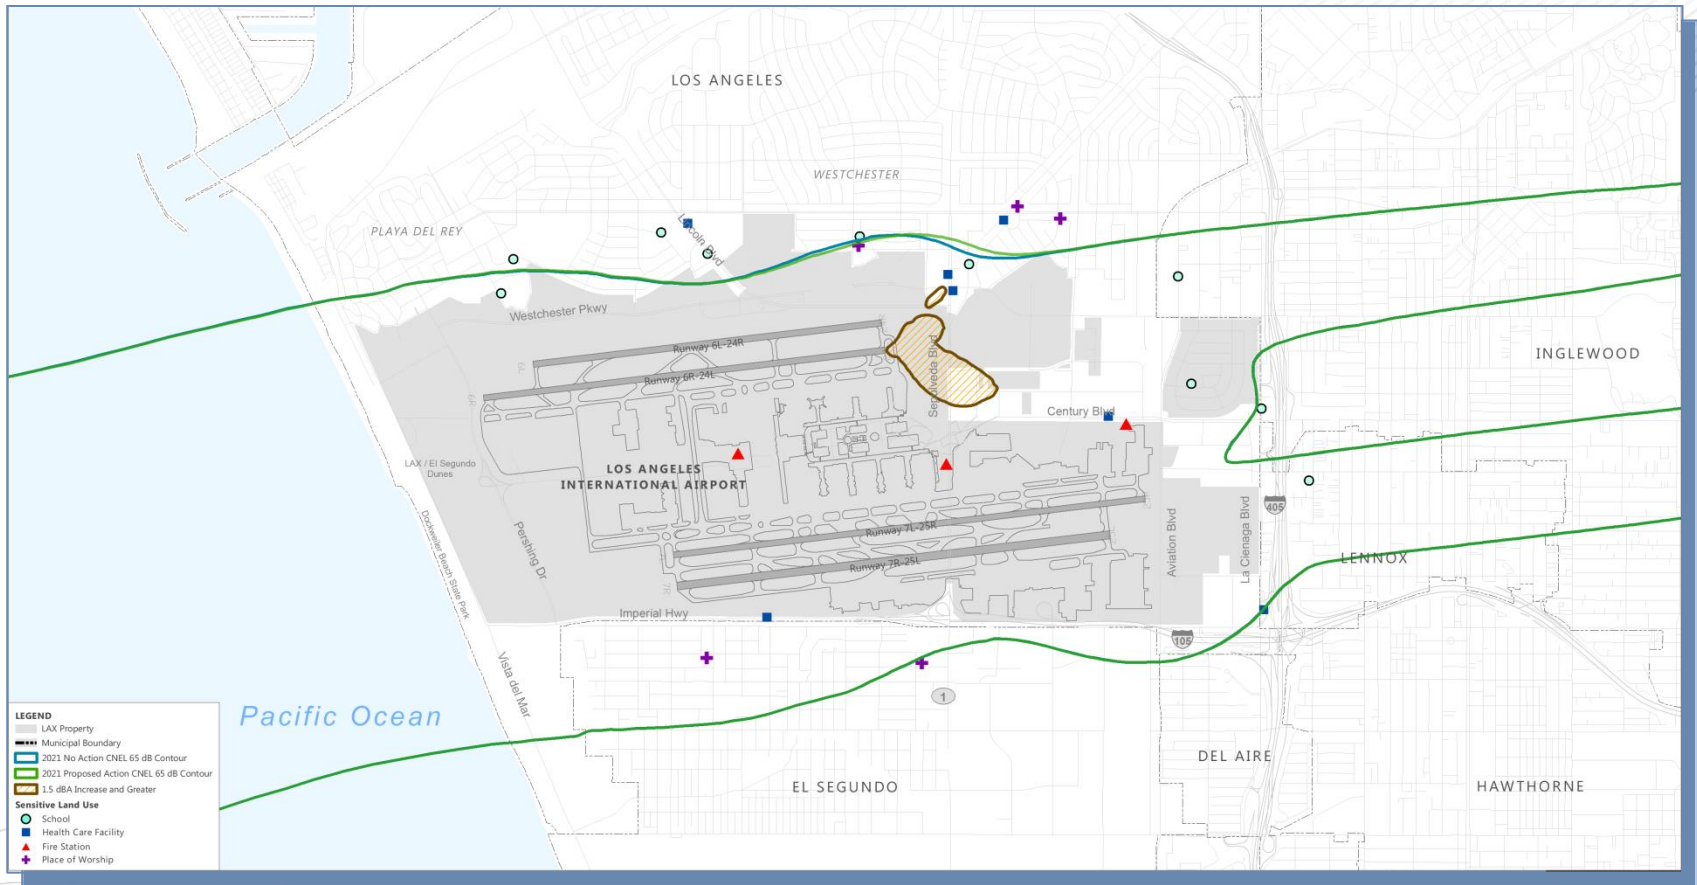 LOS ANGELES
WESTCHESTER
PLAYA DEL REY
Lincoln Blvd
Westchester Pkwy
Runway 6L-24R
Runway 6R-24L
6L
6R
Sepulveda Blvd
INGLEWOOD
Century Blvd
LAX / El Segundo
Dunes
LOS ANGELES
INTERNATIONAL AIRPORT
405
Runway 7L-25R
Runway 7R-25L
7R
Pershing Dr
Dockweiler Beach State Park
Aviation Blvd
La Cienaga Blvd
LENNOX
Imperial Hwy
105
Vista del Mar
1
Pacific Ocean
DEL AIRE
EL SEGUNDO
HAWTHORNE
LEGEND
LAX Property
Municipal Boundary
2021 No Action CNEL 65 dB Contour
2021 Proposed Action CNEL 65 dB Contour
1.5 dBA Increase and Greater
Sensitive Land Use
School
Health Care Facility
Fire Station
Place of Worship